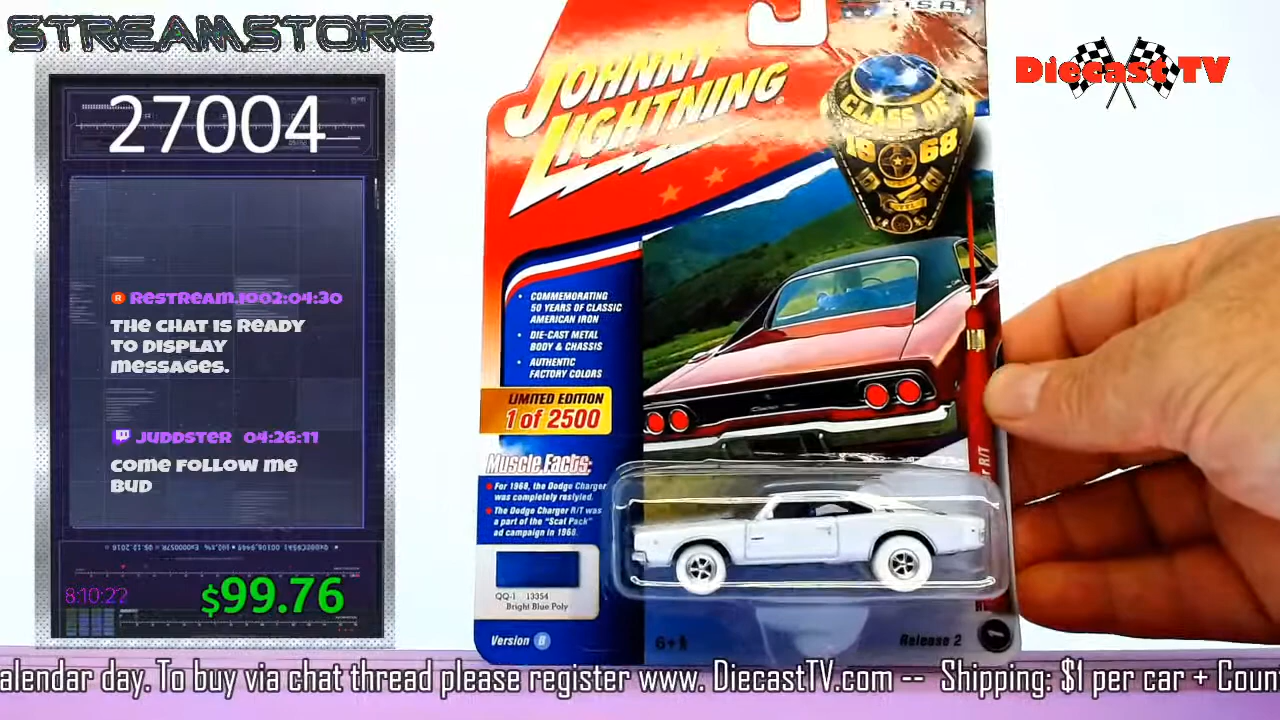 STREAMSTORE
27004
Restream.io 02:04:30
The chat is ready
to display
messages.
Juddster 04:26:11
come follow me
bud
8:10:22
$99.76
Diecast TV
U.S.A.
JOHNNY
LIGHTNING
CLASS OF
19 68
COMMEMORATING
50 YEARS OF CLASSIC
AMERICAN IRON
DIE-CAST METAL
BODY & CHASSIS
AUTHENTIC
FACTORY COLORS
LIMITED EDITION
1 of 2500
Muscle Facts:
For 1968, the Dodge Charger
was completely restyled.
The Dodge Charger R/T was
a part of the "Scat Pack"
ad campaign in 1968.
QQ-1 13354
Bright Blue Poly
Version B
6+
Release 2
1
R/T
alendar day. To buy via chat thread please register www. DiecastTV.com -- Shipping: $1 per car + Coun